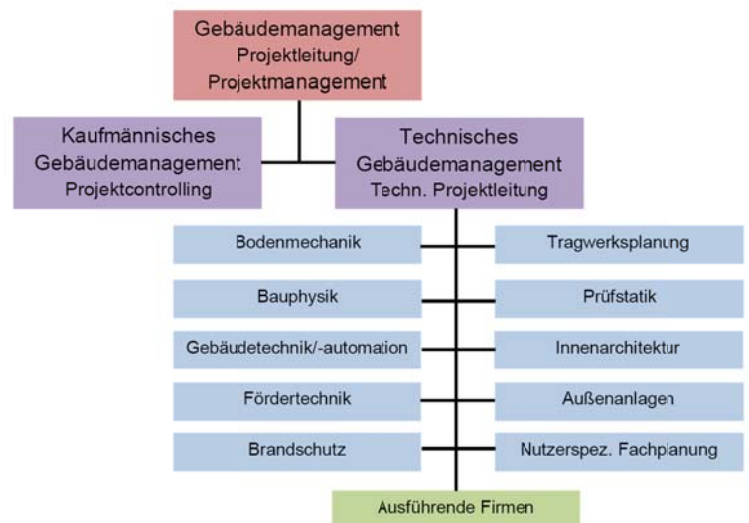 Gebäudemanagement
Projektleitung/
Projektmanagement
Kaufmännisches
Gebäudemanagement
Projektcontrolling
Technisches
Gebäudemanagement
Techn. Projektleitung
Bodenmechanik
Tragwerksplanung
Bauphysik
Prüfstatik
Gebäudetechnik/-automation
Innenarchitektur
Fördertechnik
Außenanlagen
Brandschutz
Nutzerspez. Fachplanung
Ausführende Firmen